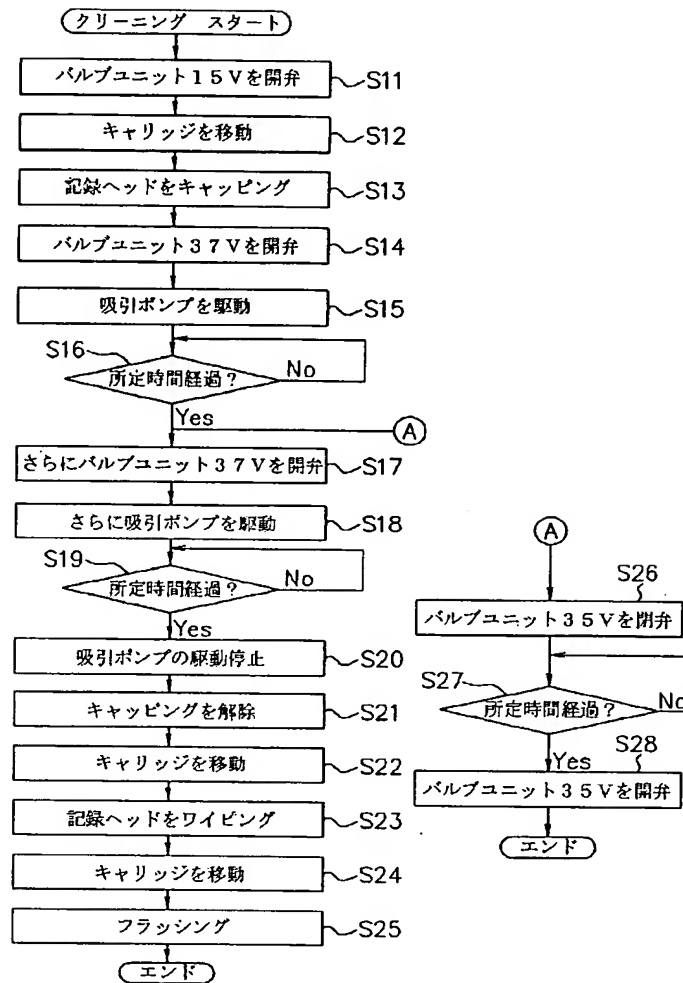 クリーニング スタート
バルブユニット15Vを開弁
S11
キャリッジを移動
S12
記録ヘッドをキャッピング
S13
バルブユニット37Vを開弁
S14
吸引ポンプを駆動
S15
S16
所定時間経過?
No
Yes
A
さらにバルブユニット37Vを開弁
S17
さらに吸引ポンプを駆動
S18
S19
所定時間経過?
No
Yes
吸引ポンプの駆動停止
S20
キャッピングを解除
S21
キャリッジを移動
S22
記録ヘッドをワイピング
S23
キャリッジを移動
S24
フラッシング
S25
エンド
A
S26
バルブユニット35Vを閉弁
S27
所定時間経過?
No
Yes
S28
バルブユニット35Vを開弁
エンド